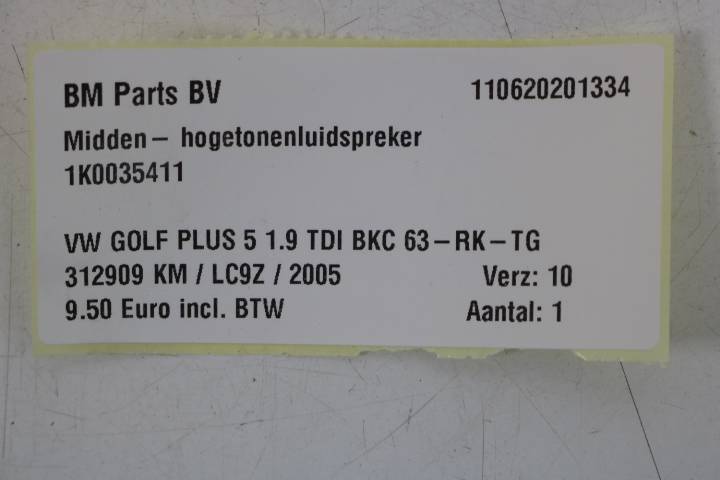 BM Parts BV 110620201334
Midden - hogetonenluidspreker
1K0035411
VW GOLF PLUS 5 1.9 TDI BKC 63-RK-TG
312909 KM / LC9Z / 2005 Verz: 10
9.50 Euro incl. BTW Aantal: 1